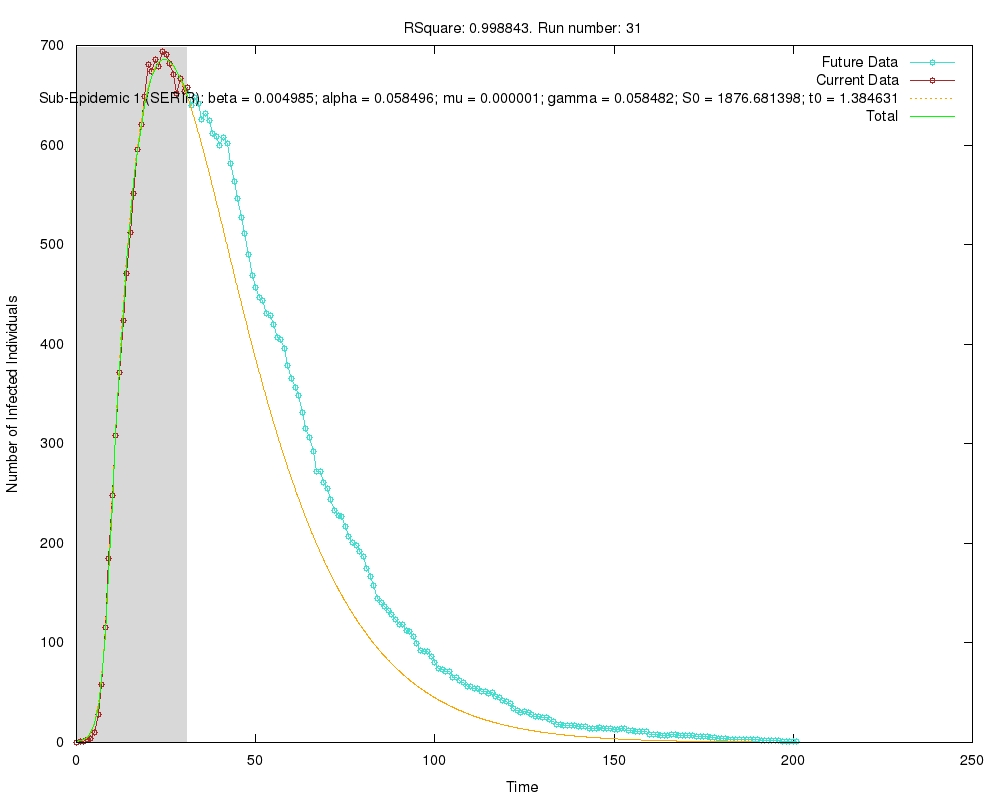 RSquare: 0.998843. Run number: 31
Future Data
Current Data
Sub-Epidemic 1 (SEIR): beta = 0.004985; alpha = 0.058496; mu = 0.000001; gamma = 0.058482; S0 = 1876.681398; t0 = 1.384631
Total
Number of Infected Individuals
700
600
500
400
300
200
100
0
0 50 100 150 200 250
Time